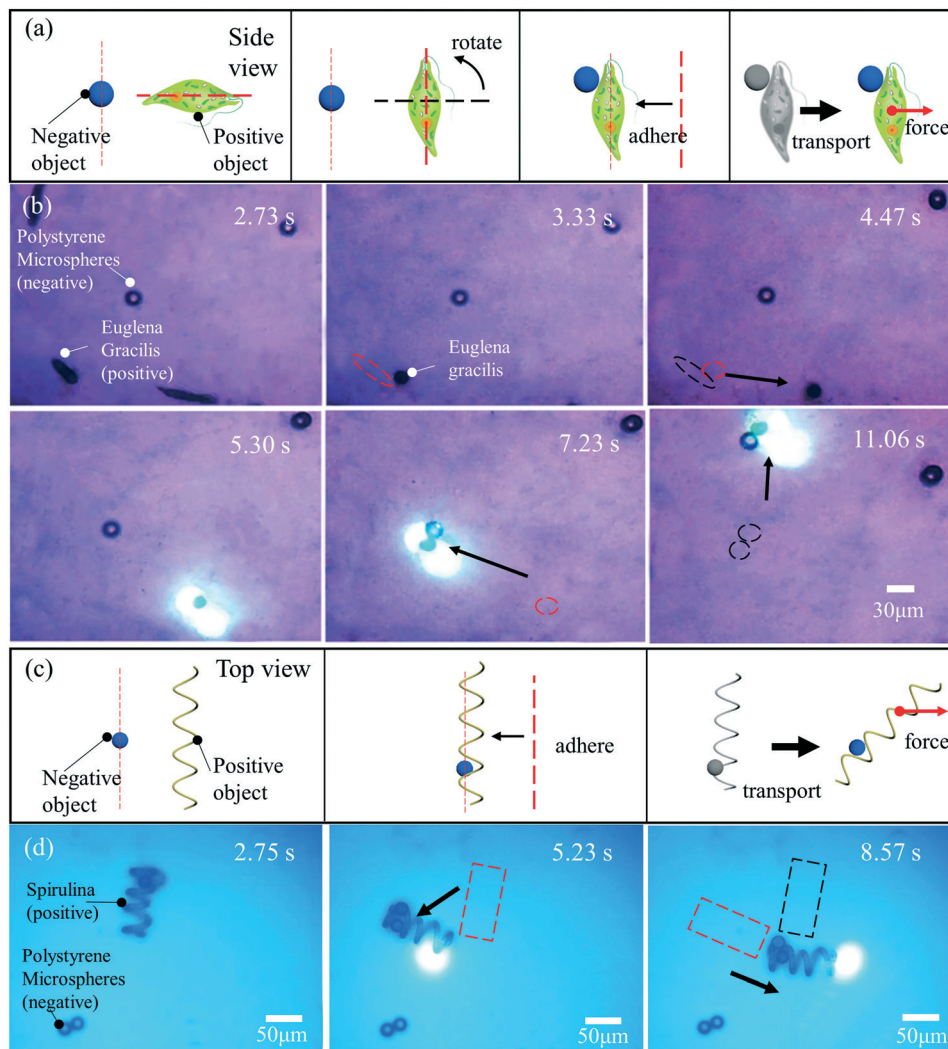 (a)
Side
view
Negative
object
Positive
object
rotate
adhere
transport
force
(b)
2.73 s
Polystyrene
Microspheres
(negative)
Euglena
Gracilis
(positive)
3.33 s
Euglena
gracilis
4.47 s
5.30 s
7.23 s
11.06 s
30μm
(c)
Top view
Negative
object
Positive
object
adhere
transport
force
(d)
2.75 s
Spirulina
(positive)
Polystyrene
Microspheres
(negative)
50μm
5.23 s
50μm
8.57 s
50μm